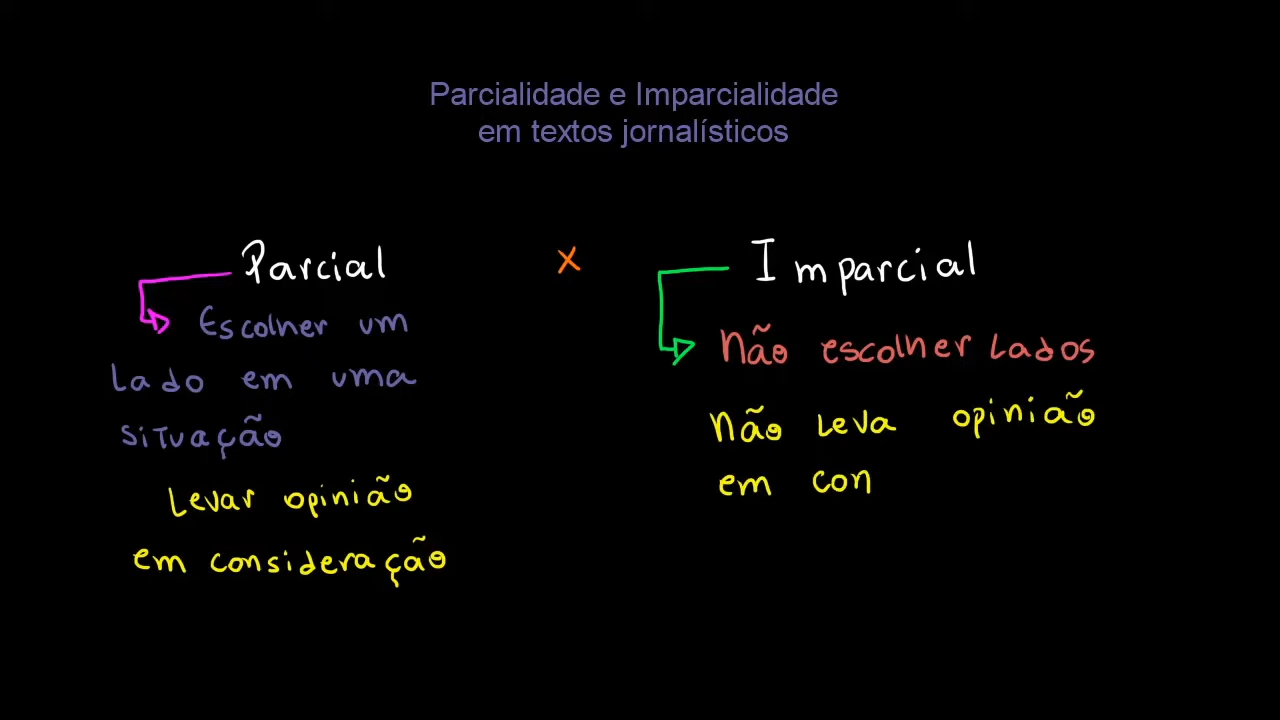 Parcialidade e Imparcialidade
em textos jornalísticos
Parcial
x
Imparcial
Escolher um
lado em uma
situação
Levar opinião
em consideração
Não escolher lados
Não leva opinião
em con